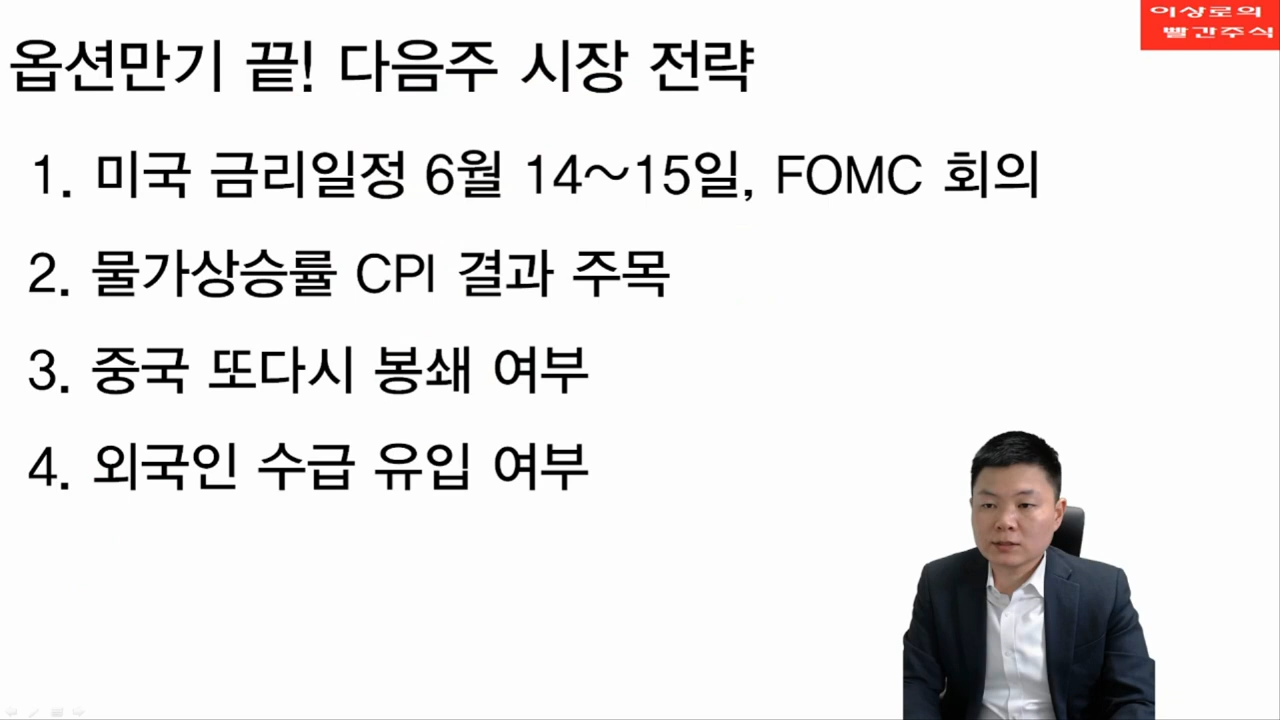 이상로의
빨간주식
옵션만기 끝! 다음주 시장 전략
1. 미국 금리일정 6월 14~15일, FOMC 회의
2. 물가상승률 CPI 결과 주목
3. 중국 또다시 봉쇄 여부
4. 외국인 수급 유입 여부